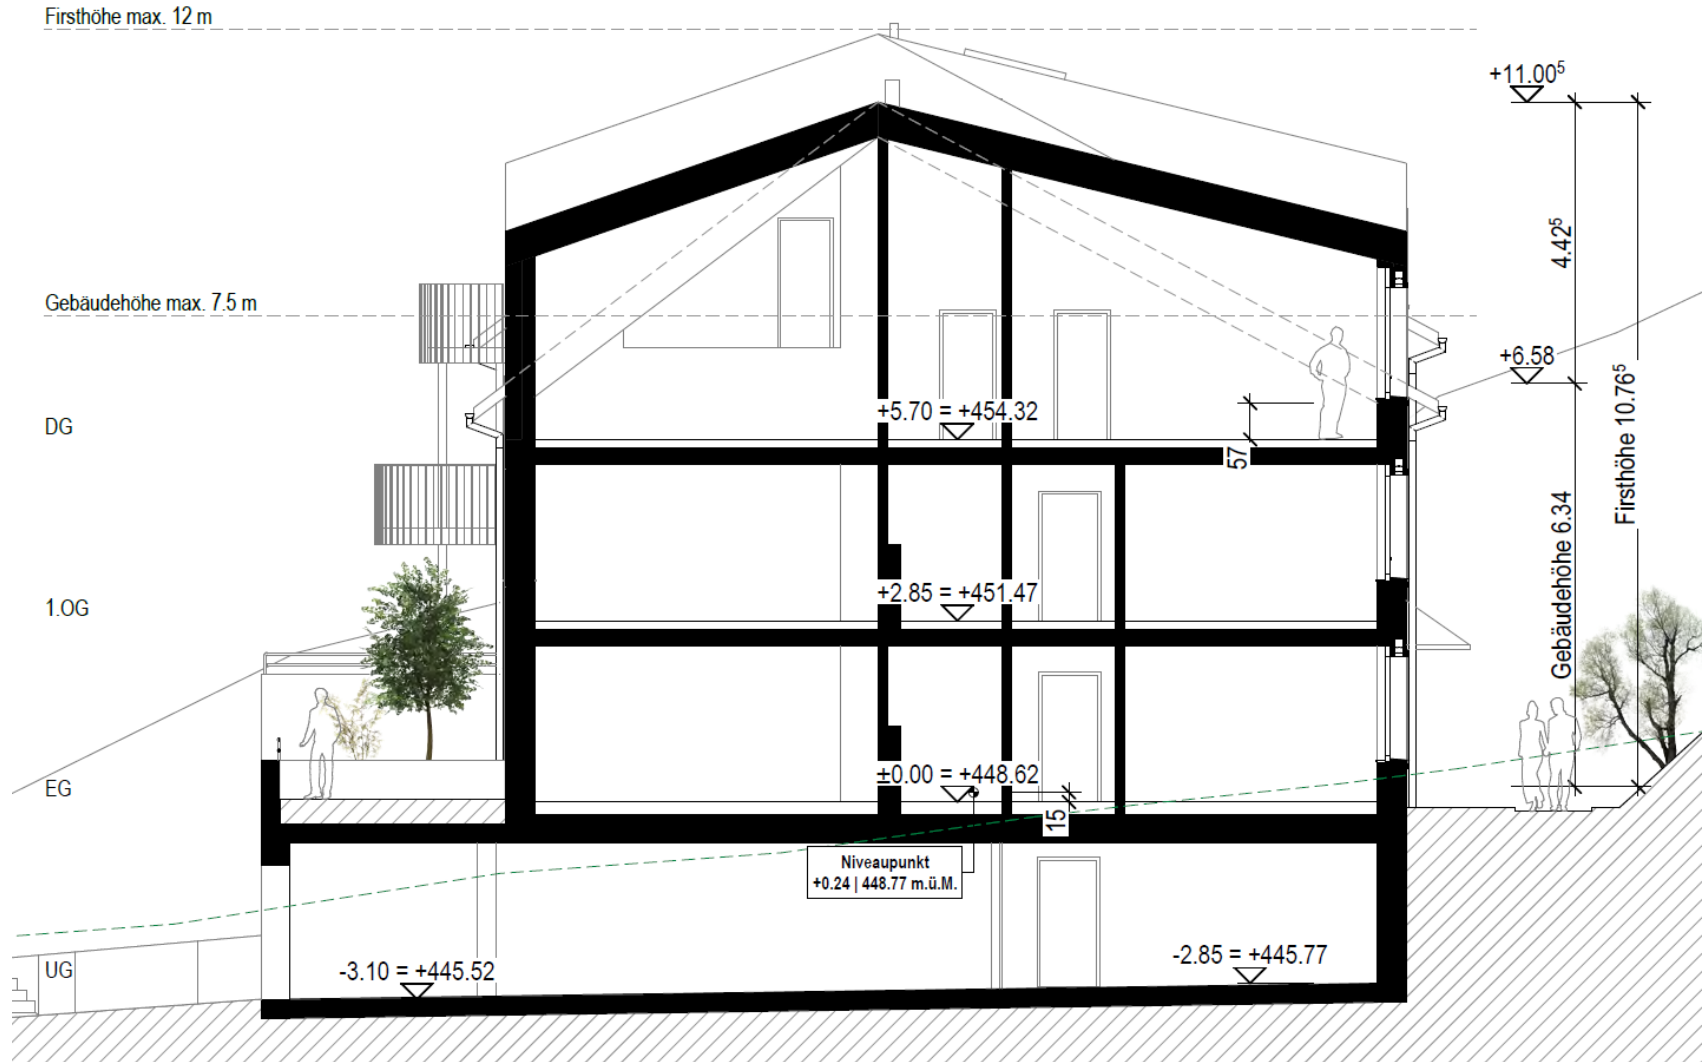 Firsthöhe max. 12 m
+11.00⁵
4.42⁵
Gebäudehöhe max. 7.5 m
+6.58
Firsthöhe 10.76⁵
DG
+5.70 = +454.32
57
Gebäudehöhe 6.34
1.OG
+2.85 = +451.47
EG
±0.00 = +448.62
15
Niveaupunkt
+0.24 | 448.77 m.ü.M.
UG
-3.10 = +445.52
-2.85 = +445.77